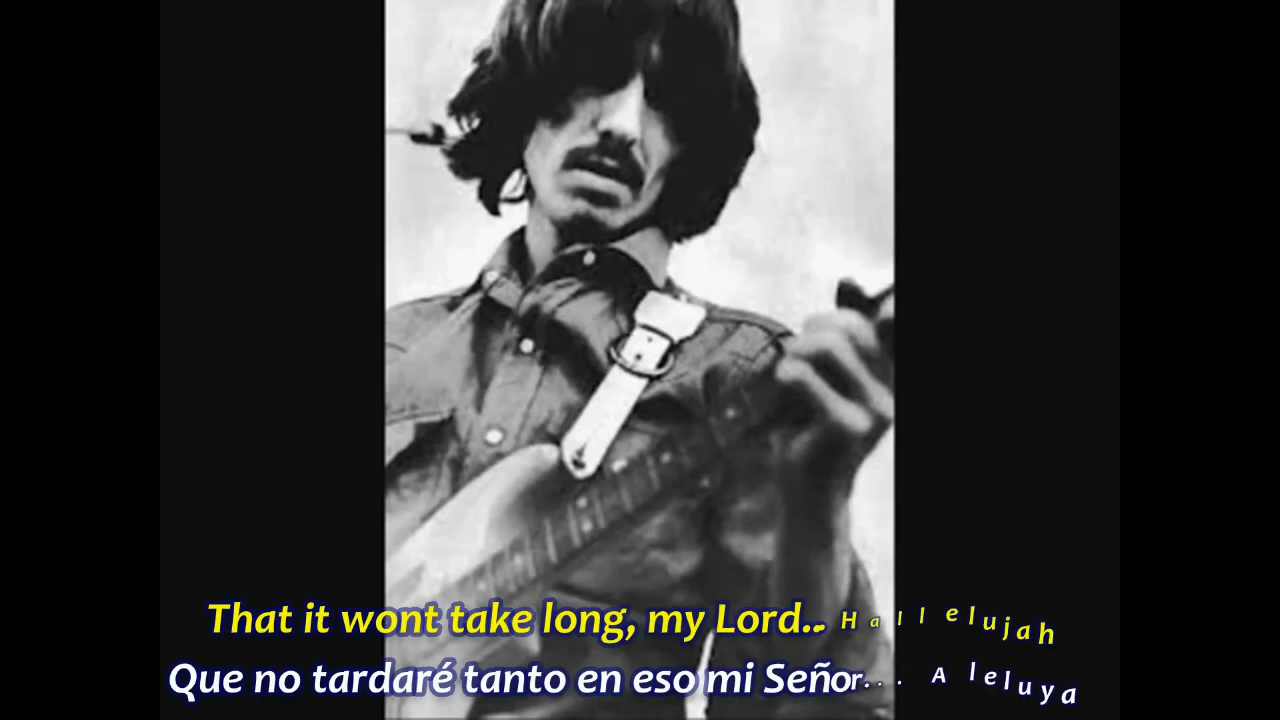 That it wont take long, my Lord.. Hallelujah
Que no tardaré tanto en eso mi Señor... Aleluya